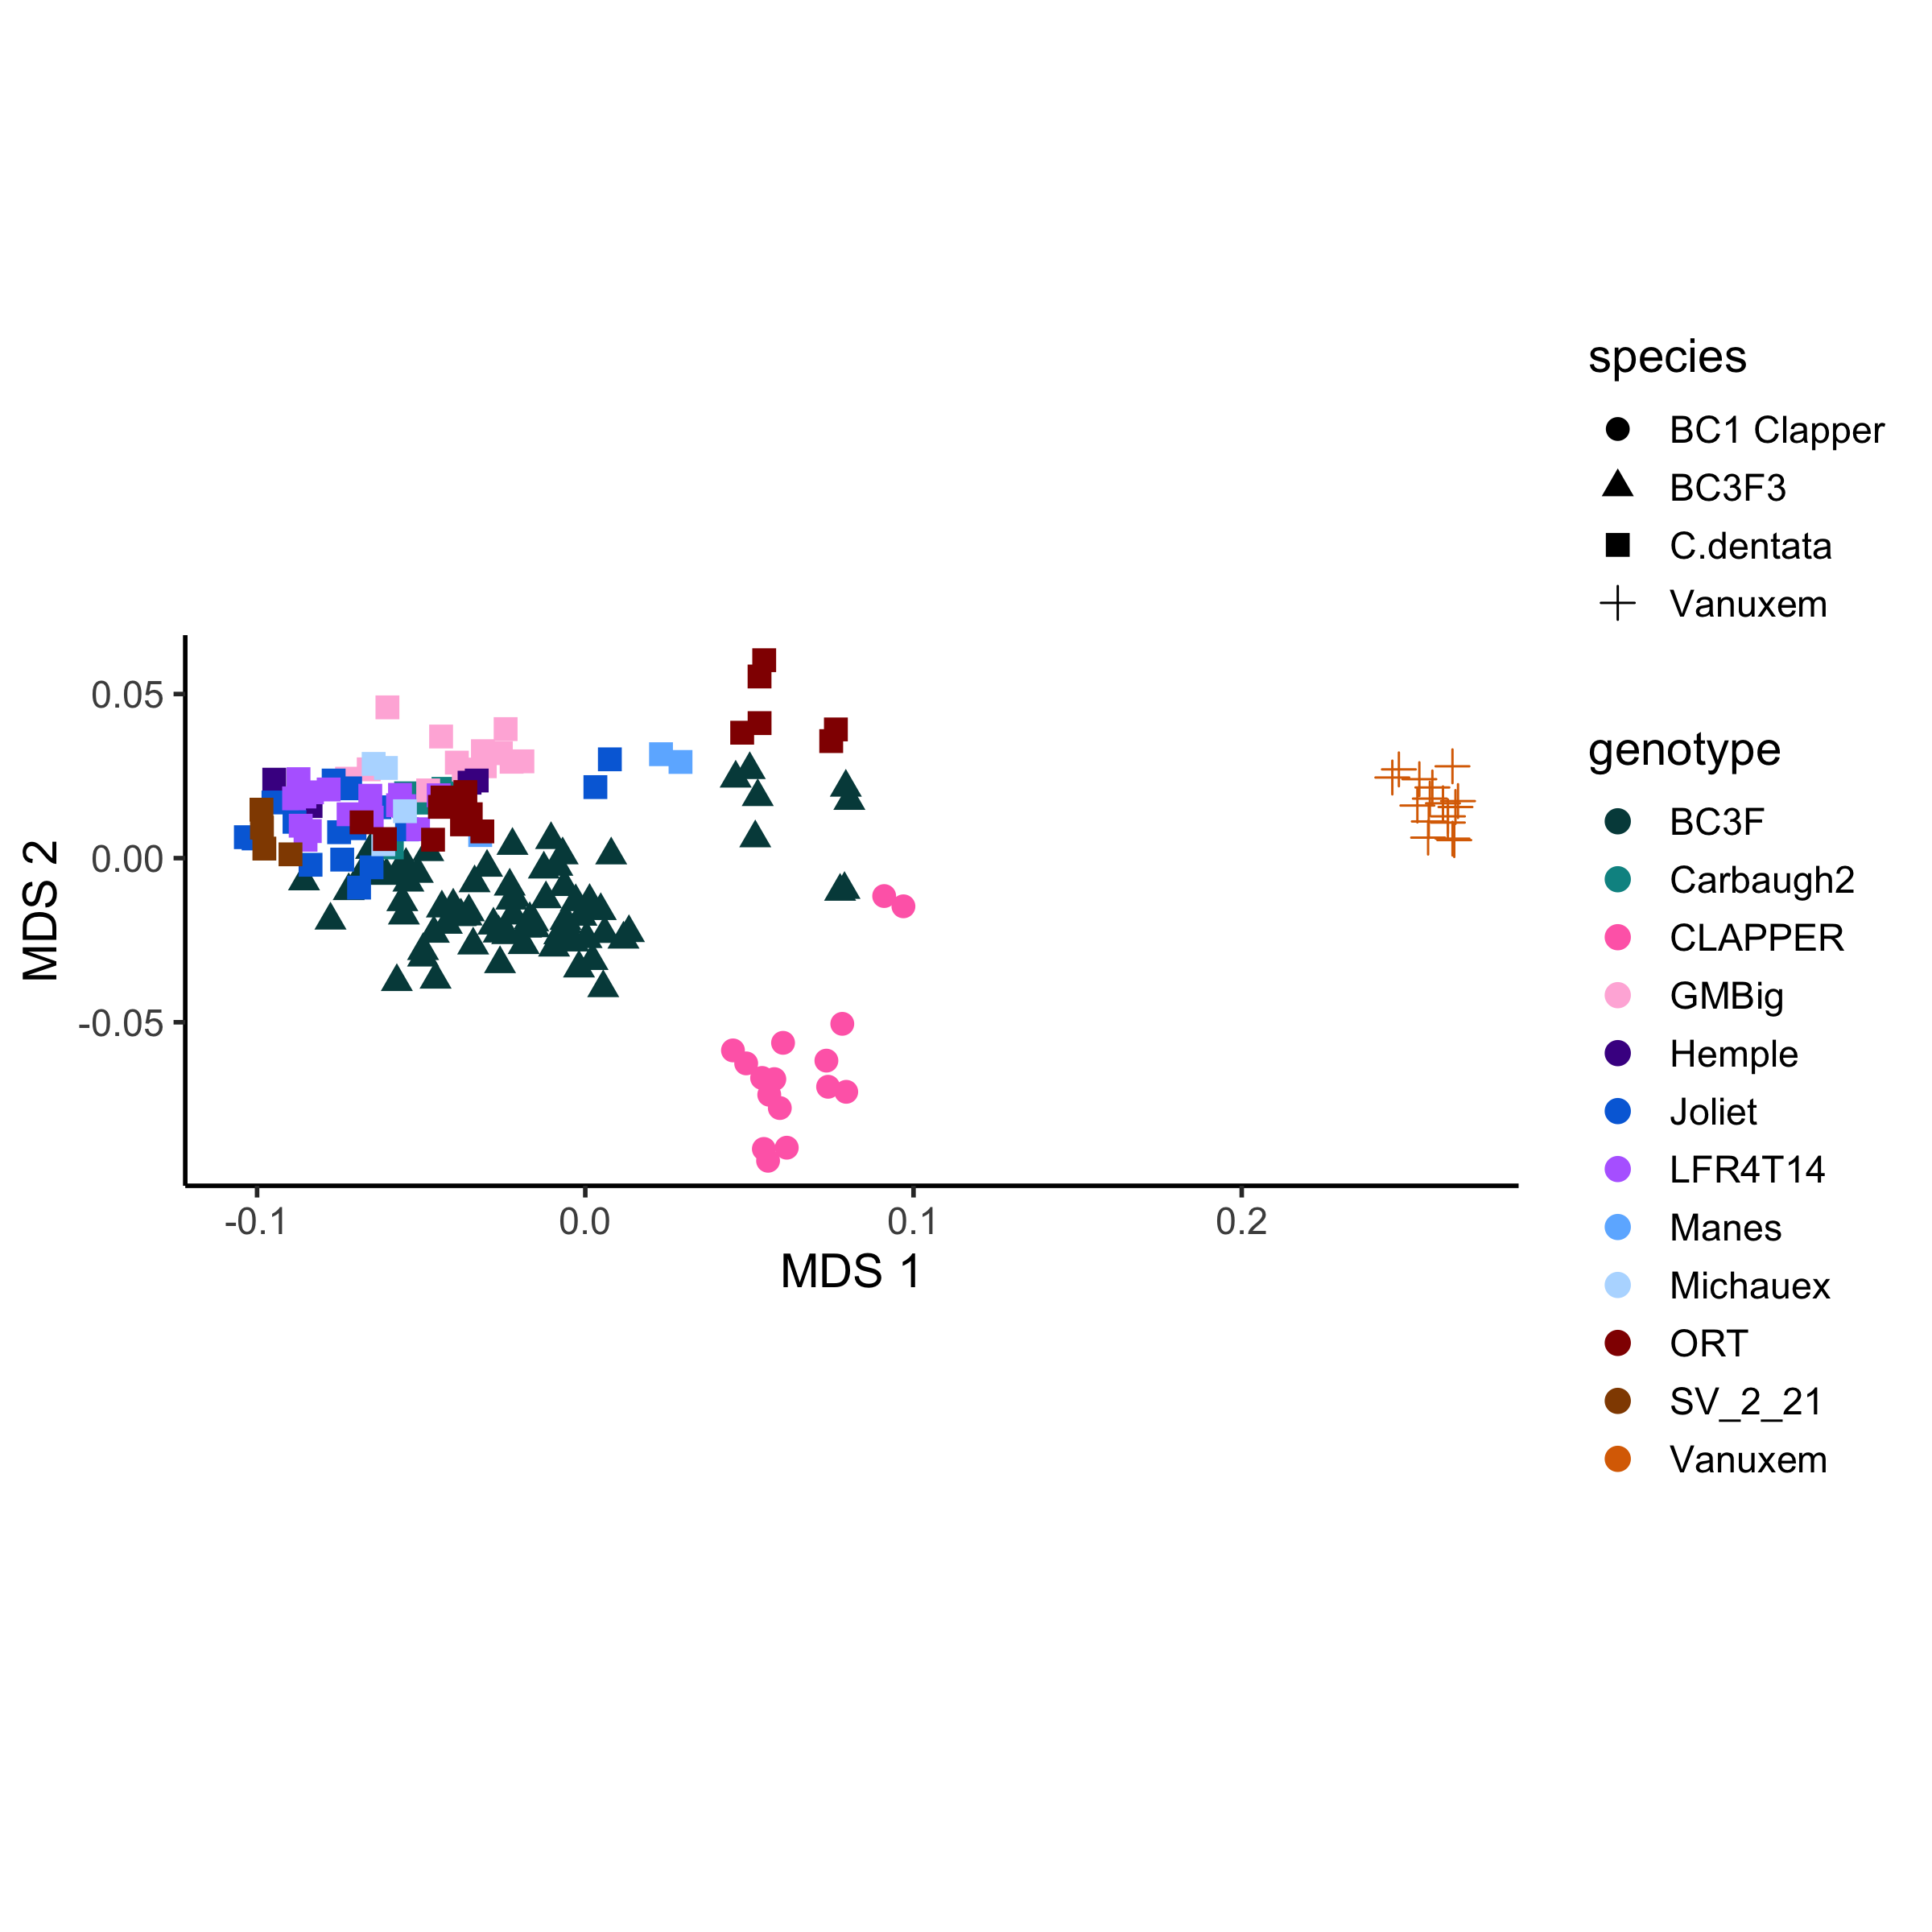 species
BC1 Clapper
BC3F3
C.dentata
Vanuxem
genotype
BC3F
Carbaugh2
CLAPPER
GMBig
Hemple
Joliet
LFR4T14
Manes
Michauex
ORT
SV_2_21
Vanuxem
MDS 2
0.05
0.00
-0.05
-0.1
0.0
0.1
0.2
MDS 1